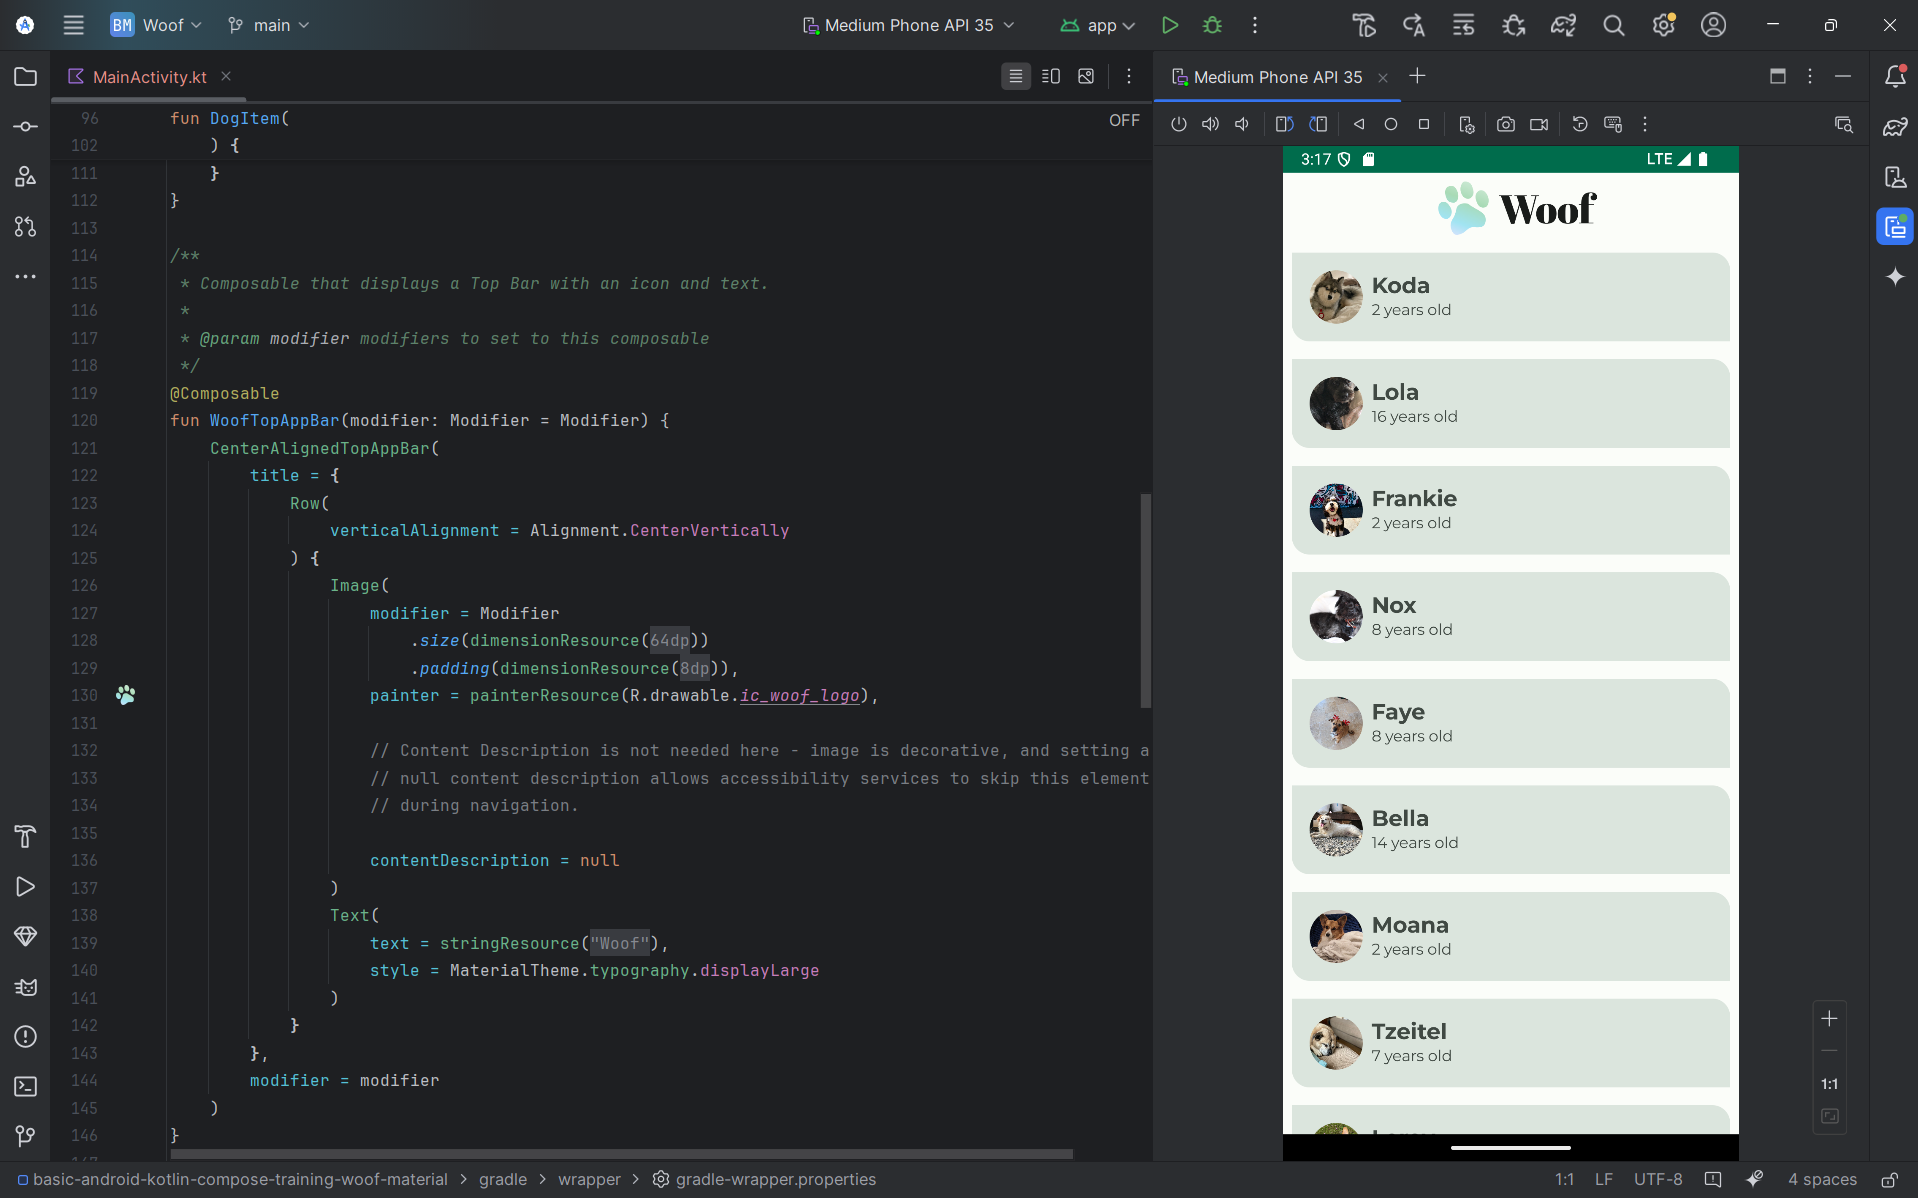 BM Woof main Medium Phone API 35 app
MainActivity.kt
Medium Phone API 35
OFF
96 fun DogItem(
102 ) {
111 }
112 }
113
114 /**
115 * Composable that displays a Top Bar with an icon and text.
116 *
117 * @param modifier modifiers to set to this composable
118 */
119 @Composable
120 fun WoofTopAppBar(modifier: Modifier = Modifier) {
121 CenterAlignedTopAppBar(
122 title = {
123 Row(
124 verticalAlignment = Alignment.CenterVertically
125 ) {
126 Image(
127 modifier = Modifier
128 .size(dimensionResource(64dp))
129 .padding(dimensionResource(8dp)),
130 painter = painterResource(R.drawable.ic_woof_logo),
131
132 // Content Description is not needed here - image is decorative, and setting a
133 // null content description allows accessibility services to skip this element
134 // during navigation.
135
136 contentDescription = null
137 )
138 Text(
139 text = stringResource("Woof"),
140 style = MaterialTheme.typography.displayLarge
141 )
142 }
143 },
144 modifier = modifier
145 )
146 }
3:17 LTE
Woof
Koda
2 years old
Lola
16 years old
Frankie
2 years old
Nox
8 years old
Faye
8 years old
Bella
14 years old
Moana
2 years old
Tzeitel
7 years old
1:1
basic-android-kotlin-compose-training-woof-material > gradle > wrapper > gradle-wrapper.properties
1:1 LF UTF-8 4 spaces